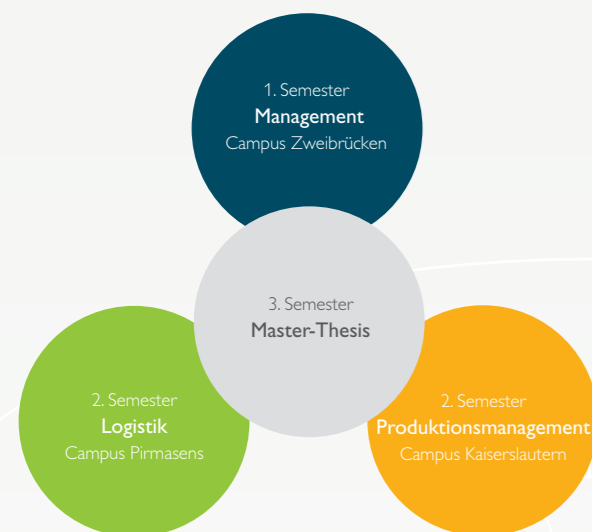 1. Semester
Management
Campus Zweibrücken
3. Semester
Master-Thesis
2. Semester
Logistik
Campus Pirmasens
2. Semester
Produktionsmanagement
Campus Kaiserslautern